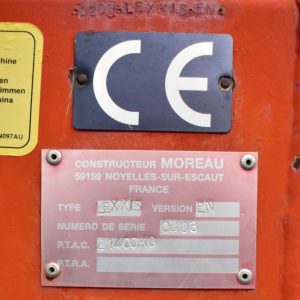 0203-LEXXIS-EN
CE
CONSTRUCTEUR MOREAU
59159 NOYELLES-SUR-ESCAUT
FRANCE
TYPE LEXXIS VERSION EN
NUMERO DE SERIE 0203
P.T.A.C. 21400KG
P.T.R.A.